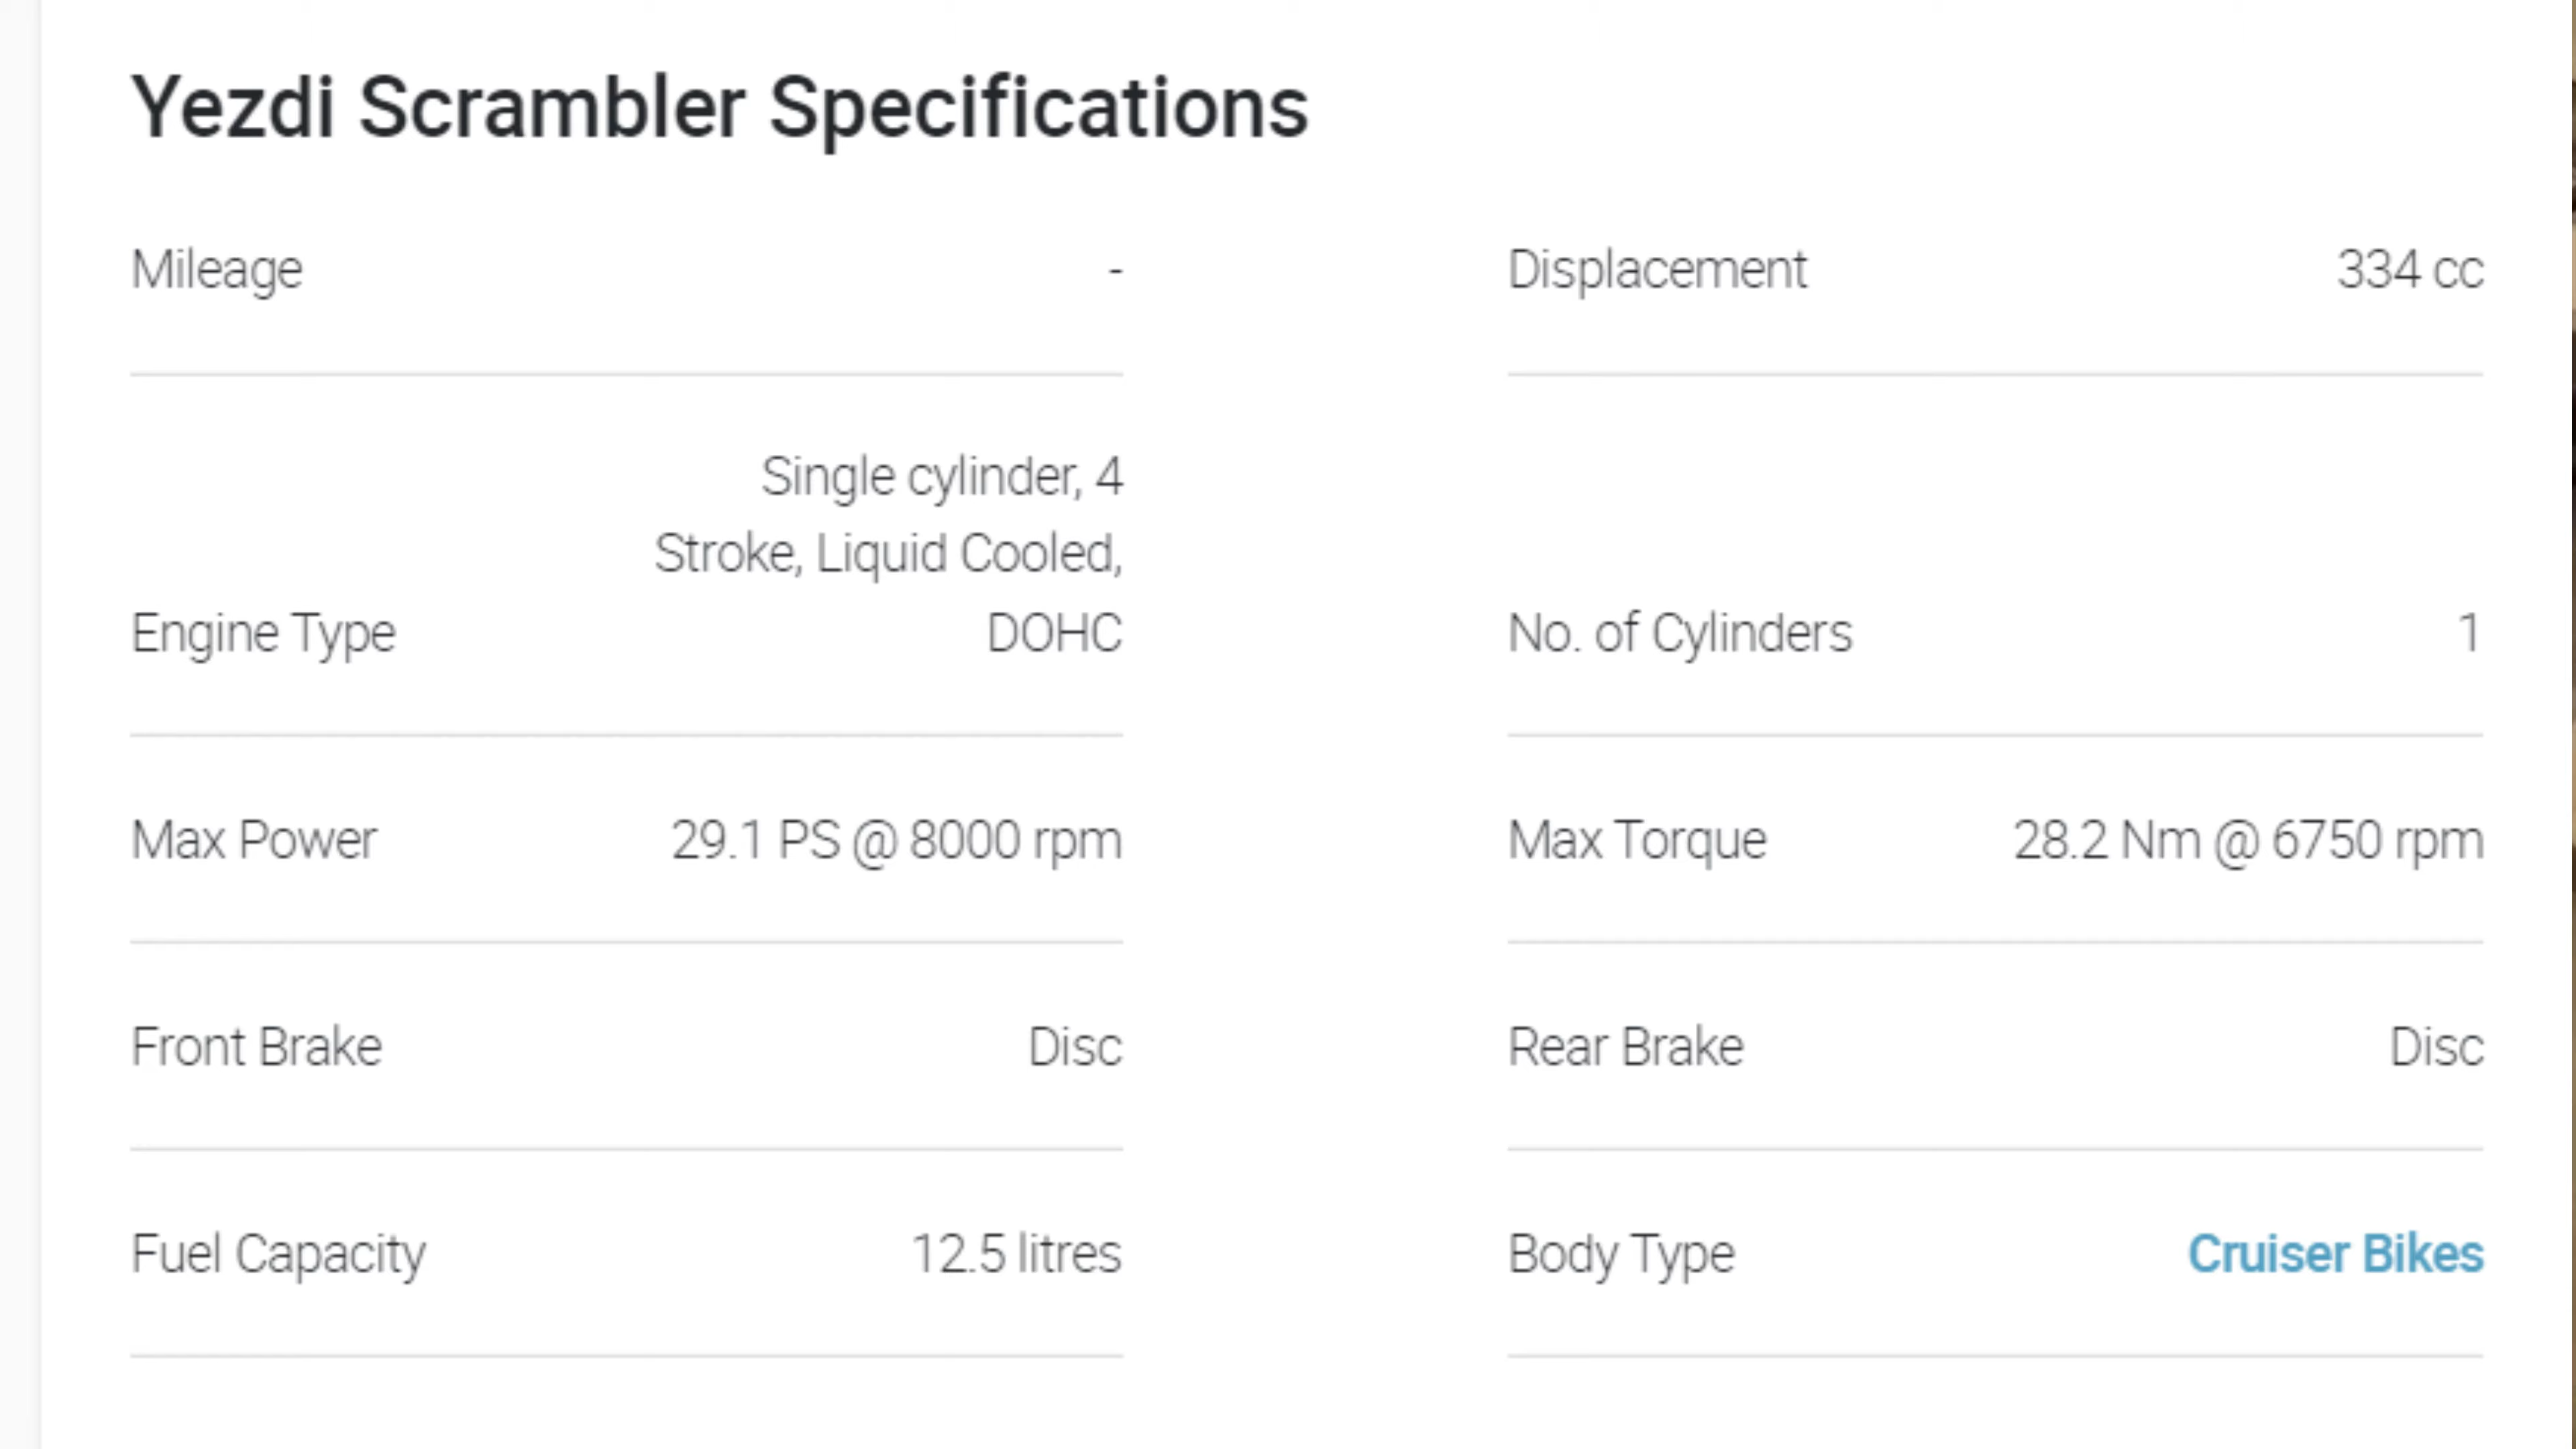 Yezdi Scrambler Specifications
Mileage -
Displacement 334 cc
Single cylinder, 4
Stroke, Liquid Cooled,
Engine Type DOHC
No. of Cylinders 1
Max Power 29.1 PS @ 8000 rpm
Max Torque 28.2 Nm @ 6750 rpm
Front Brake Disc
Rear Brake Disc
Fuel Capacity 12.5 litres
Body Type Cruiser Bikes